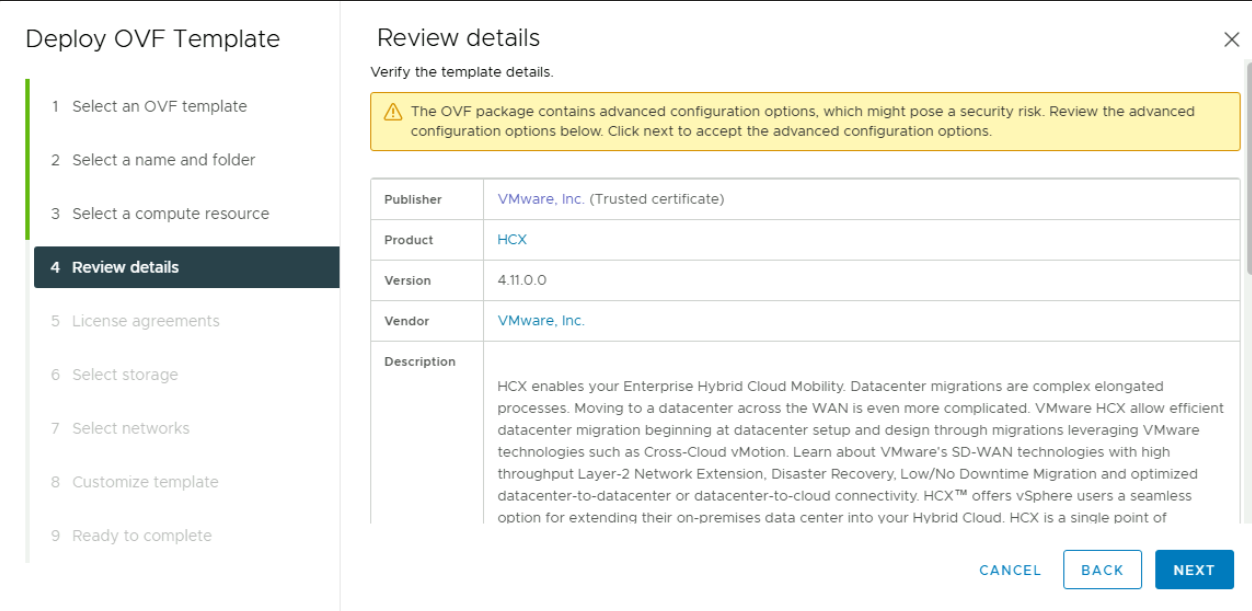 Deploy OVF Template
1 Select an OVF template
2 Select a name and folder
3 Select a compute resource
4 Review details
5 License agreements
6 Select storage
7 Select networks
8 Customize template
9 Ready to complete
Review details
Verify the template details.
The OVF package contains advanced configuration options, which might pose a security risk. Review the advanced
configuration options below. Click next to accept the advanced configuration options.
Publisher VMware, Inc. (Trusted certificate)
Product HCX
Version 4.11.0.0
Vendor VMware, Inc.
Description
HCX enables your Enterprise Hybrid Cloud Mobility. Datacenter migrations are complex elongated
processes. Moving to a datacenter across the WAN is even more complicated. VMware HCX allow efficient
datacenter migration beginning at datacenter setup and design through migrations leveraging VMware
technologies such as Cross-Cloud vMotion. Learn about VMware's SD-WAN technologies with high
throughput Layer-2 Network Extension, Disaster Recovery, Low/No Downtime Migration and optimized
datacenter-to-datacenter or datacenter-to-cloud connectivity. HCX™ offers vSphere users a seamless
option for extending their on-premises data center into your Hybrid Cloud. HCX is a single point of
CANCEL BACK NEXT